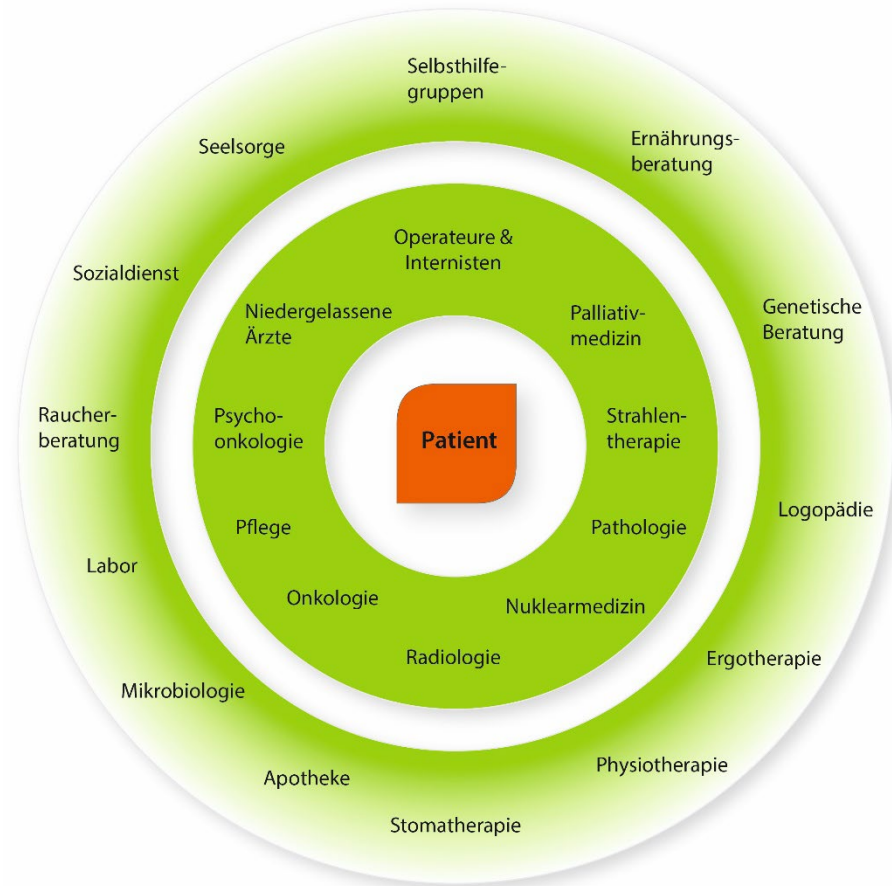 Selbsthilfe-
gruppen
Ernährungs-
beratung
Seelsorge
Operateure &
Internisten
Sozialdienst
Niedergelassene
Ärzte
Palliativ-
medizin
Genetische
Beratung
Raucher-
beratung
Psycho-
onkologie
Patient
Strahlen-
therapie
Logopädie
Pflege
Pathologie
Labor
Onkologie
Nuklearmedizin
Radiologie
Ergotherapie
Mikrobiologie
Physiotherapie
Apotheke
Stomatherapie